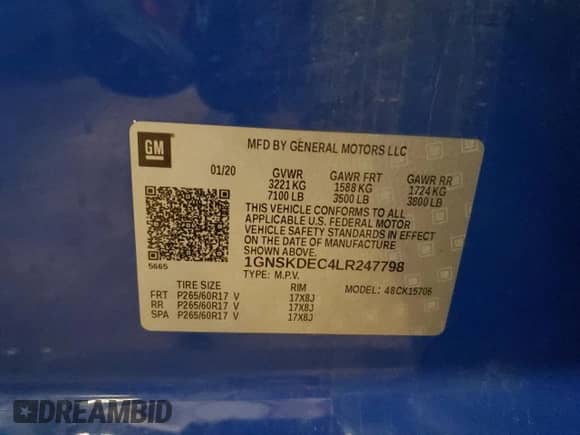 GM
MFD BY GENERAL MOTORS LLC
01/20 GVWR GAWR FRT GAWR RR
3221 KG 1588 KG 1724 KG
7100 LB 3500 LB 3800 LB
THIS VEHICLE CONFORMS TO ALL
APPLICABLE U.S. FEDERAL MOTOR
VEHICLE SAFETY STANDARDS IN EFFECT
ON THE DATE OF MANUFACTURE
SHOWN ABOVE.
5665 1GNSKDEC4LR247798
TYPE: M.P.V.
TIRE SIZE RIM MODEL: 48CK15706
FRT P265/60R17 V 17X8J
RR P265/60R17 V 17X8J
SPA P265/60R17 V 17X8J
DREAMBID